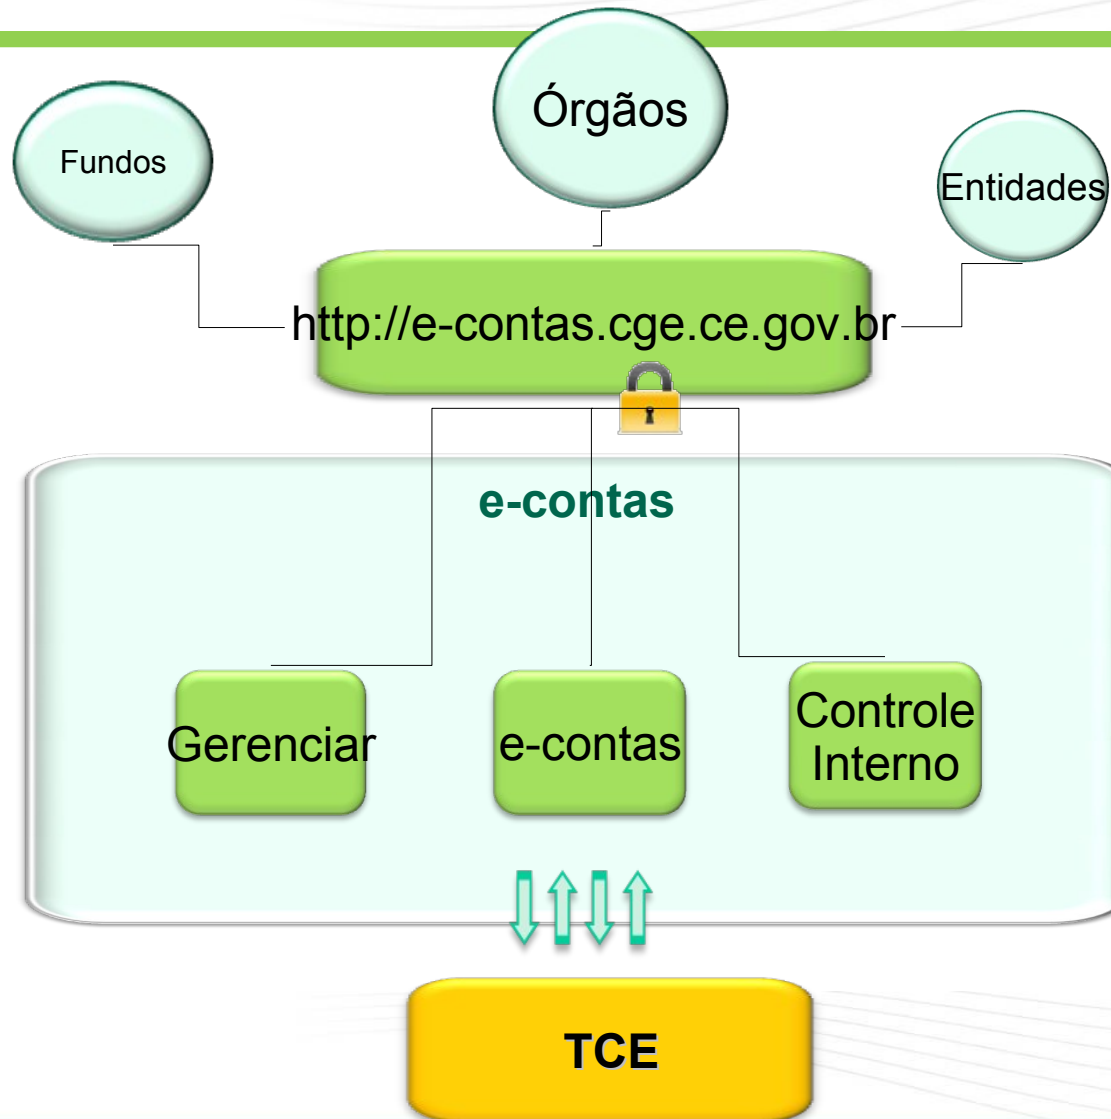 Órgãos
Fundos
Entidades
http://e-contas.cge.ce.gov.br
e-contas
Gerenciar
e-contas
Controle
Interno
TCE